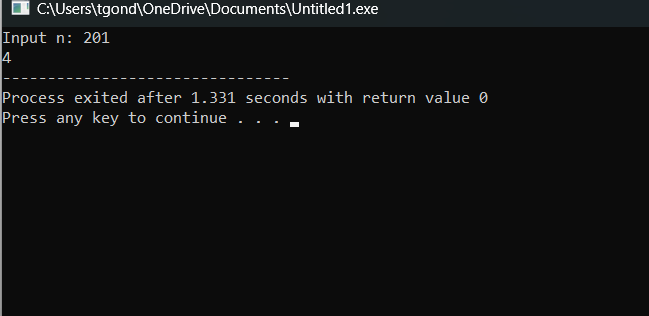 C:\Users\tgond\OneDrive\Documents\Untitled1.exe
Input n: 201
4
--------------------------------
Process exited after 1.331 seconds with return value 0
Press any key to continue . . .